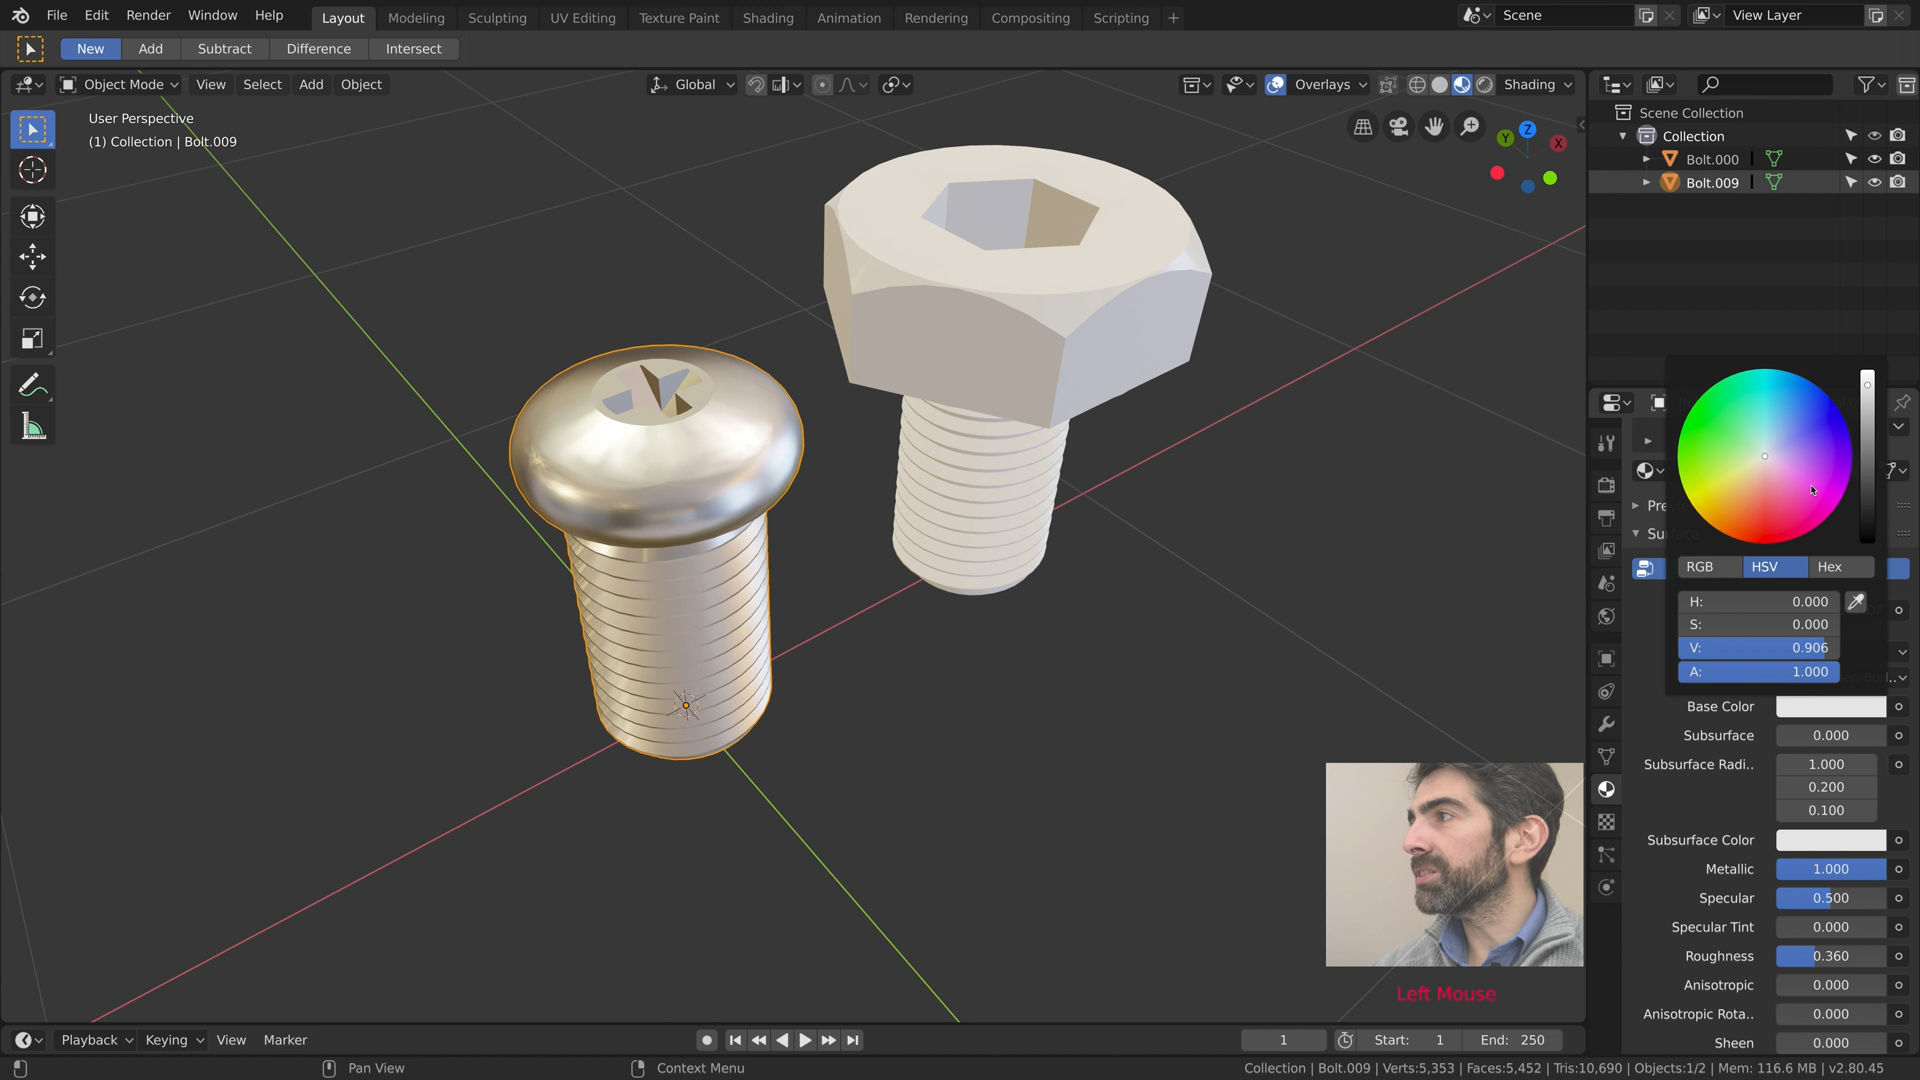 File Edit Render Window Help
Layout Modeling Sculpting UV Editing Texture Paint Shading Animation Rendering Compositing Scripting +
Scene
View Layer
New Add Subtract Difference Intersect
Object Mode View Select Add Object
Global
Overlays
Shading
User Perspective
(1) Collection | Bolt.009
Z
Y
X
Scene Collection
Collection
Bolt.000
Bolt.009
Pre
Su
RGB HSV Hex
H: 0.000
S: 0.000
V: 0.906
A: 1.000
Base Color
Subsurface 0.000
Subsurface Radi.. 1.000
0.200
0.100
Subsurface Color
Metallic 1.000
Specular 0.500
Specular Tint 0.000
Roughness 0.360
Anisotropic 0.000
Anisotropic Rota.. 0.000
Sheen 0.000
Left Mouse
Playback Keying View Marker
1
Start: 1
End: 250
Pan View
Context Menu
Collection | Bolt.009 | Verts:5,353 | Faces:5,452 | Tris:10,690 | Objects:1/2 | Mem: 116.6 MB | v2.80.45